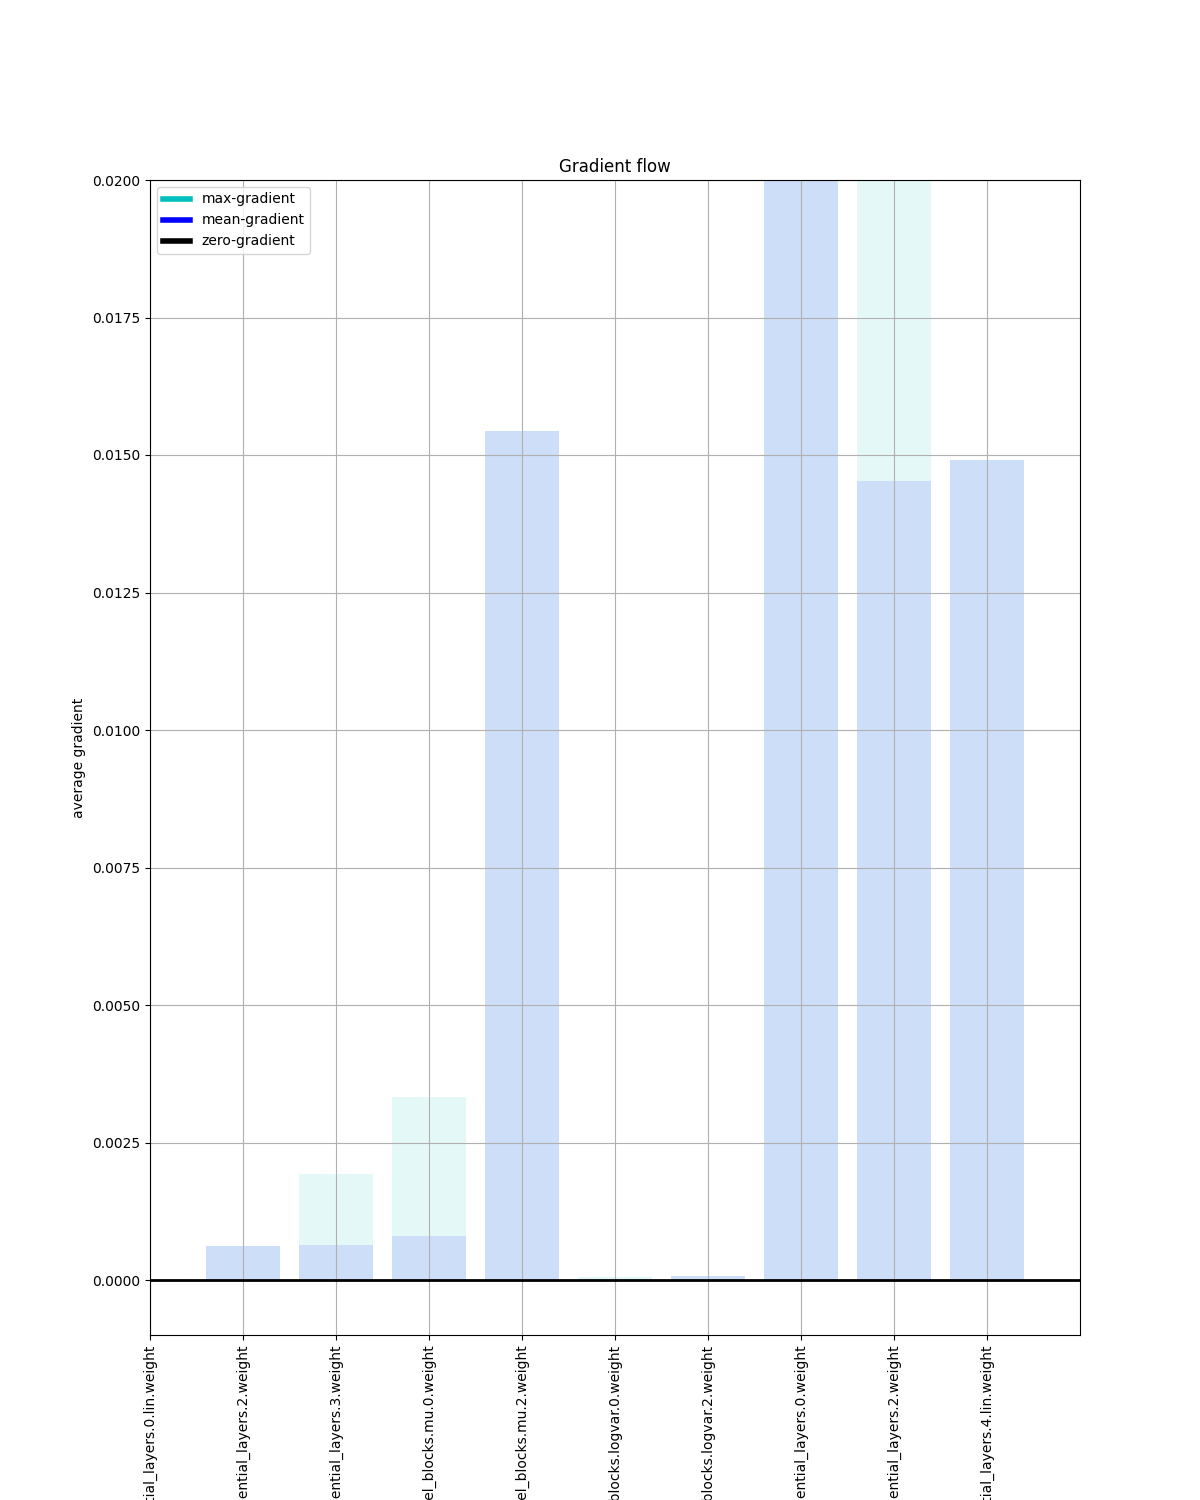 Gradient flow
max-gradient
mean-gradient
zero-gradient
0.0200
0.0175
0.0150
0.0125
0.0100
0.0075
0.0050
0.0025
0.0000
average gradient
tial_layers.0.lin.weight
ential_layers.2.weight
ential_layers.3.weight
el_blocks.mu.0.weight
el_blocks.mu.2.weight
blocks.logvar.0.weight
blocks.logvar.2.weight
ential_layers.0.weight
ential_layers.2.weight
tial_layers.4.lin.weight